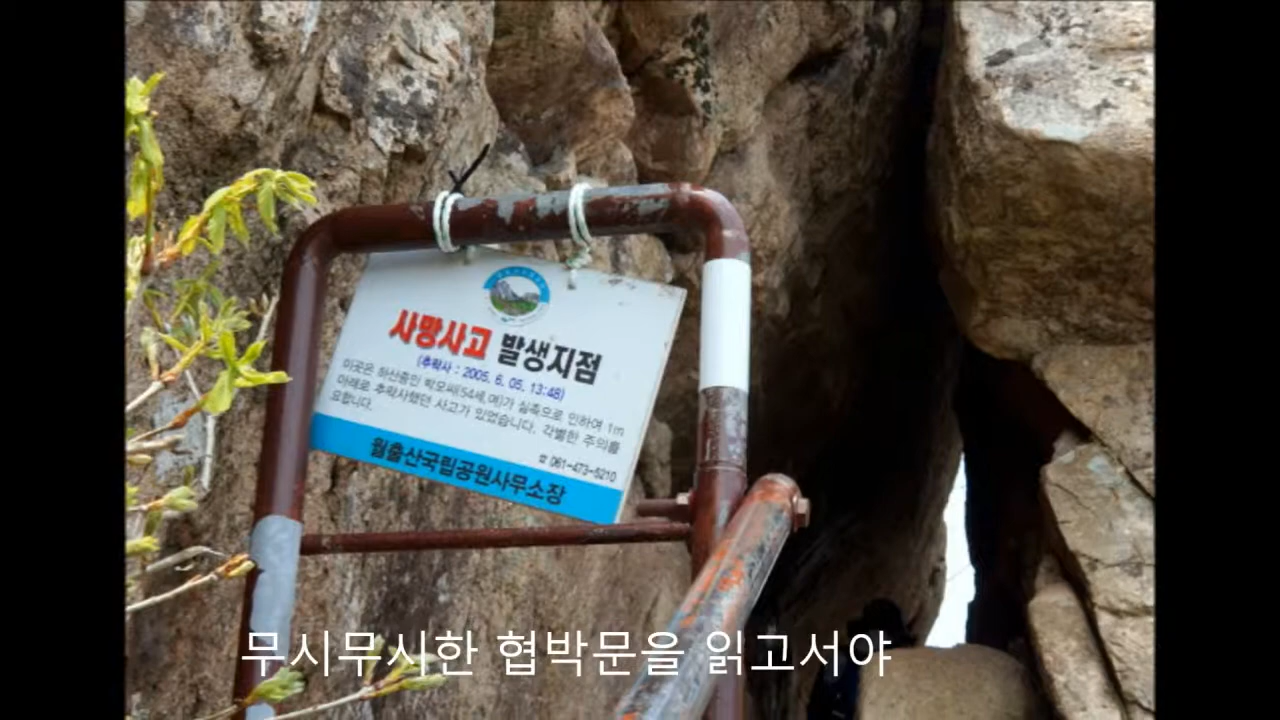 사망사고 발생지점
(추락사 : 2005. 6. 05. 13:48)
이곳은 하산중인 박모씨(54세,여)가 실족으로 인하여 1m
아래로 추락사했던 사고가 있었습니다. 각별한 주의를
요합니다.
☎ 061-473-5210
월출산국립공원사무소장
무시무시한 협박문을 읽고서야